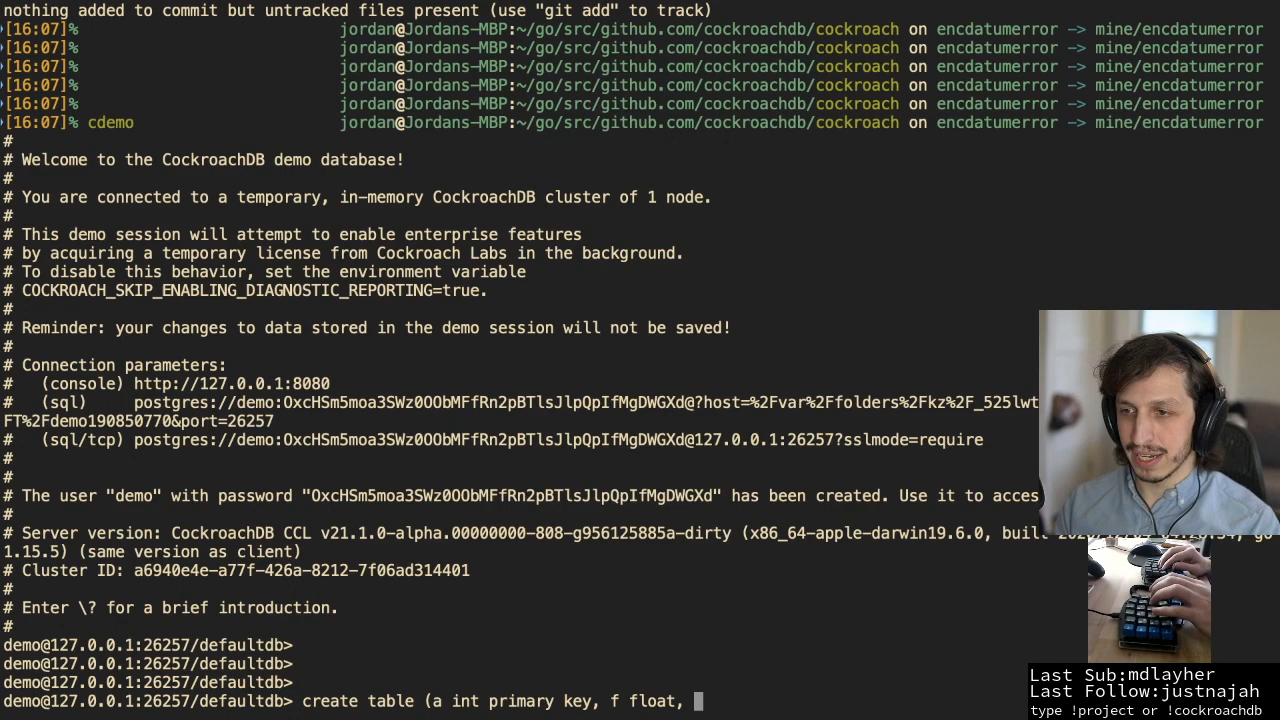 nothing added to commit but untracked files present (use "git add" to track)
[16:07]% jordan@Jordans-MBP:~/go/src/github.com/cockroachdb/cockroach on encdatumerror -> mine/encdatumerror
[16:07]% jordan@Jordans-MBP:~/go/src/github.com/cockroachdb/cockroach on encdatumerror -> mine/encdatumerror
[16:07]% jordan@Jordans-MBP:~/go/src/github.com/cockroachdb/cockroach on encdatumerror -> mine/encdatumerror
[16:07]% jordan@Jordans-MBP:~/go/src/github.com/cockroachdb/cockroach on encdatumerror -> mine/encdatumerror
[16:07]% jordan@Jordans-MBP:~/go/src/github.com/cockroachdb/cockroach on encdatumerror -> mine/encdatumerror
[16:07]% cdemo jordan@Jordans-MBP:~/go/src/github.com/cockroachdb/cockroach on encdatumerror -> mine/encdatumerror
#
# Welcome to the CockroachDB demo database!
#
# You are connected to a temporary, in-memory CockroachDB cluster of 1 node.
#
# This demo session will attempt to enable enterprise features
# by acquiring a temporary license from Cockroach Labs in the background.
# To disable this behavior, set the environment variable
# COCKROACH_SKIP_ENABLING_DIAGNOSTIC_REPORTING=true.
#
# Reminder: your changes to data stored in the demo session will not be saved!
#
# Connection parameters:
# (console) http://127.0.0.1:8080
# (sql) postgres://demo:OxcHSm5moa3SWz0OObMFfRn2pBTlsJlpQpIfMgDWGXd@?host=%2Fvar%2Ffolders%2Fkz%2F_525lwt
FT%2Fdemo190850770&port=26257
# (sql/tcp) postgres://demo:OxcHSm5moa3SWz0OObMFfRn2pBTlsJlpQpIfMgDWGXd@127.0.0.1:26257?sslmode=require
#
#
# The user "demo" with password "OxcHSm5moa3SWz0OObMFfRn2pBTlsJlpQpIfMgDWGXd" has been created. Use it to acces
#
# Server version: CockroachDB CCL v21.1.0-alpha.00000000-808-g956125885a-dirty (x86_64-apple-darwin19.6.0, built
1.15.5) (same version as client)
# Cluster ID: a6940e4e-a77f-426a-8212-7f06ad314401
#
# Enter \? for a brief introduction.
#
demo@127.0.0.1:26257/defaultdb>
demo@127.0.0.1:26257/defaultdb>
demo@127.0.0.1:26257/defaultdb>
demo@127.0.0.1:26257/defaultdb> create table (a int primary key, f float,
Last Sub:mdlayher
Last Follow:justnajah
type !project or !cockroachdb